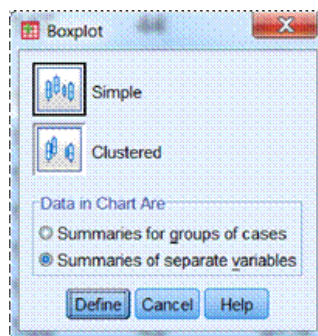 Boxplot
Simple
Clustered
Data in Chart Are
Summaries for groups of cases
Summaries of separate variables
Define Cancel Help